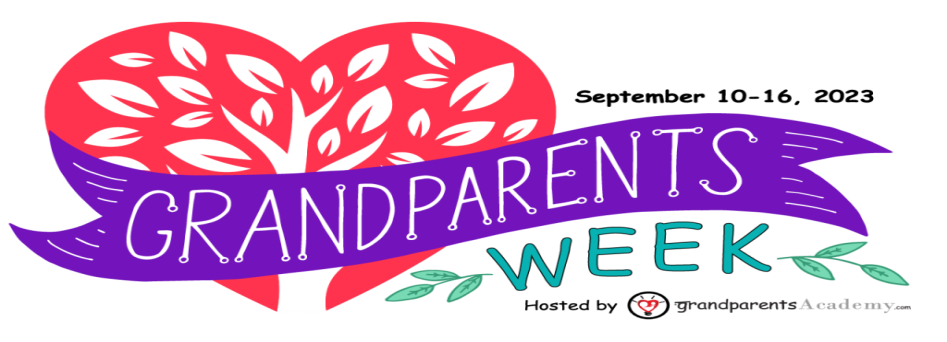 September 10-16, 2023
GRANDPARENTS
WEEK
Hosted by grandparentsAcademy.com